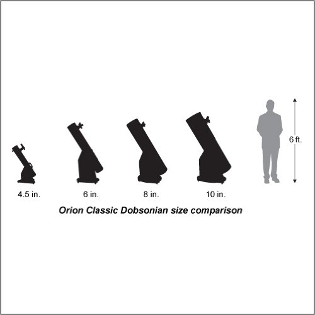 6 ft.
4.5 in. 6 in. 8 in. 10 in.
Orion Classic Dobsonian size comparison